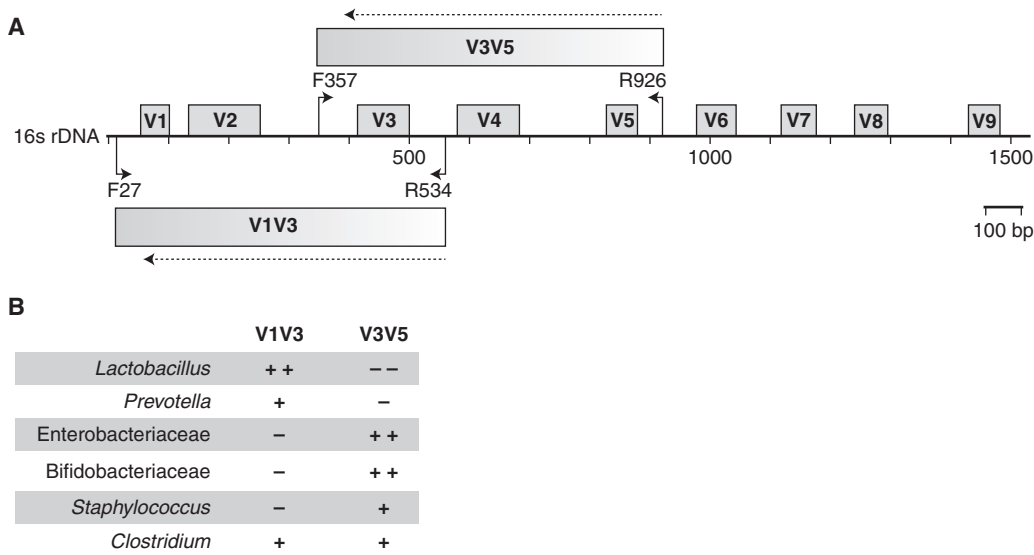 A
V3V5
F357 R926
V1 V2 V3 V4 V5 V6 V7 V8 V9
16s rDNA
500 1000 1500
F27 R534
V1V3
100 bp
B
V1V3 V3V5
Lactobacillus + + – –
Prevotella + –
Enterobacteriaceae – + +
Bifidobacteriaceae – + +
Staphylococcus – +
Clostridium + +